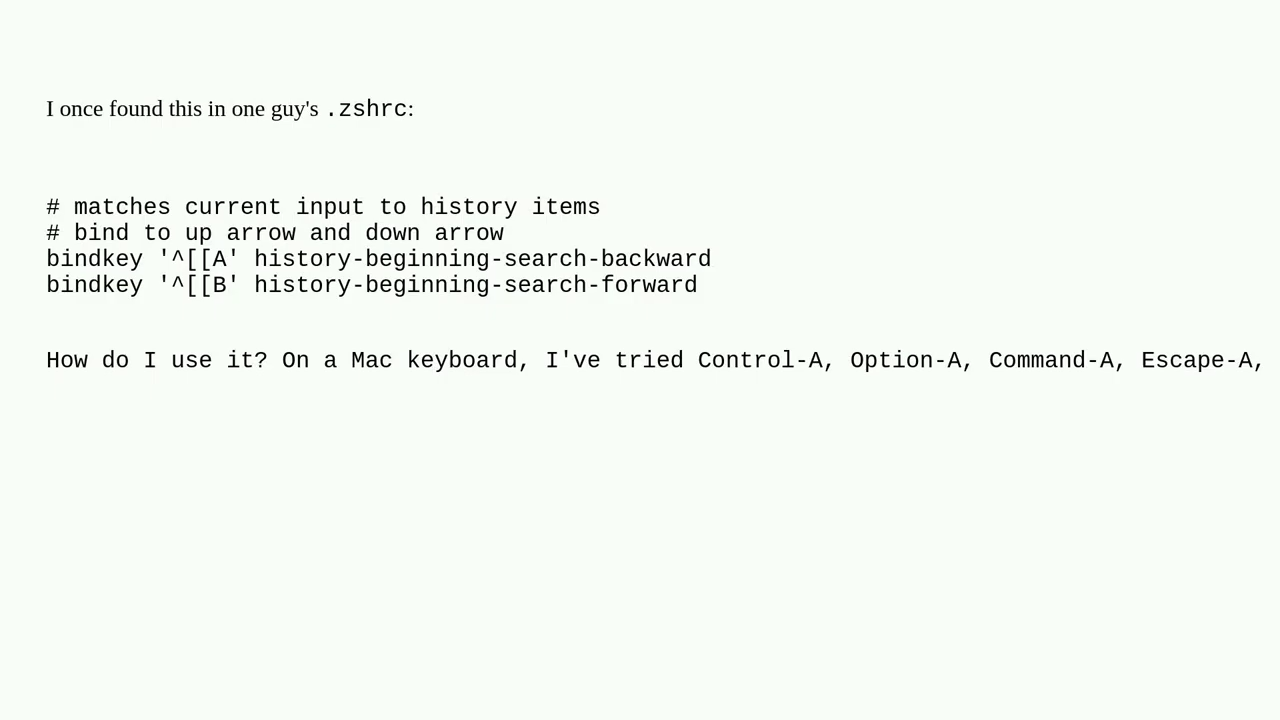 I once found this in one guy's .zshrc:
# matches current input to history items
# bind to up arrow and down arrow
bindkey '^[[A' history-beginning-search-backward
bindkey '^[[B' history-beginning-search-forward
How do I use it? On a Mac keyboard, I've tried Control-A, Option-A, Command-A, Escape-A,